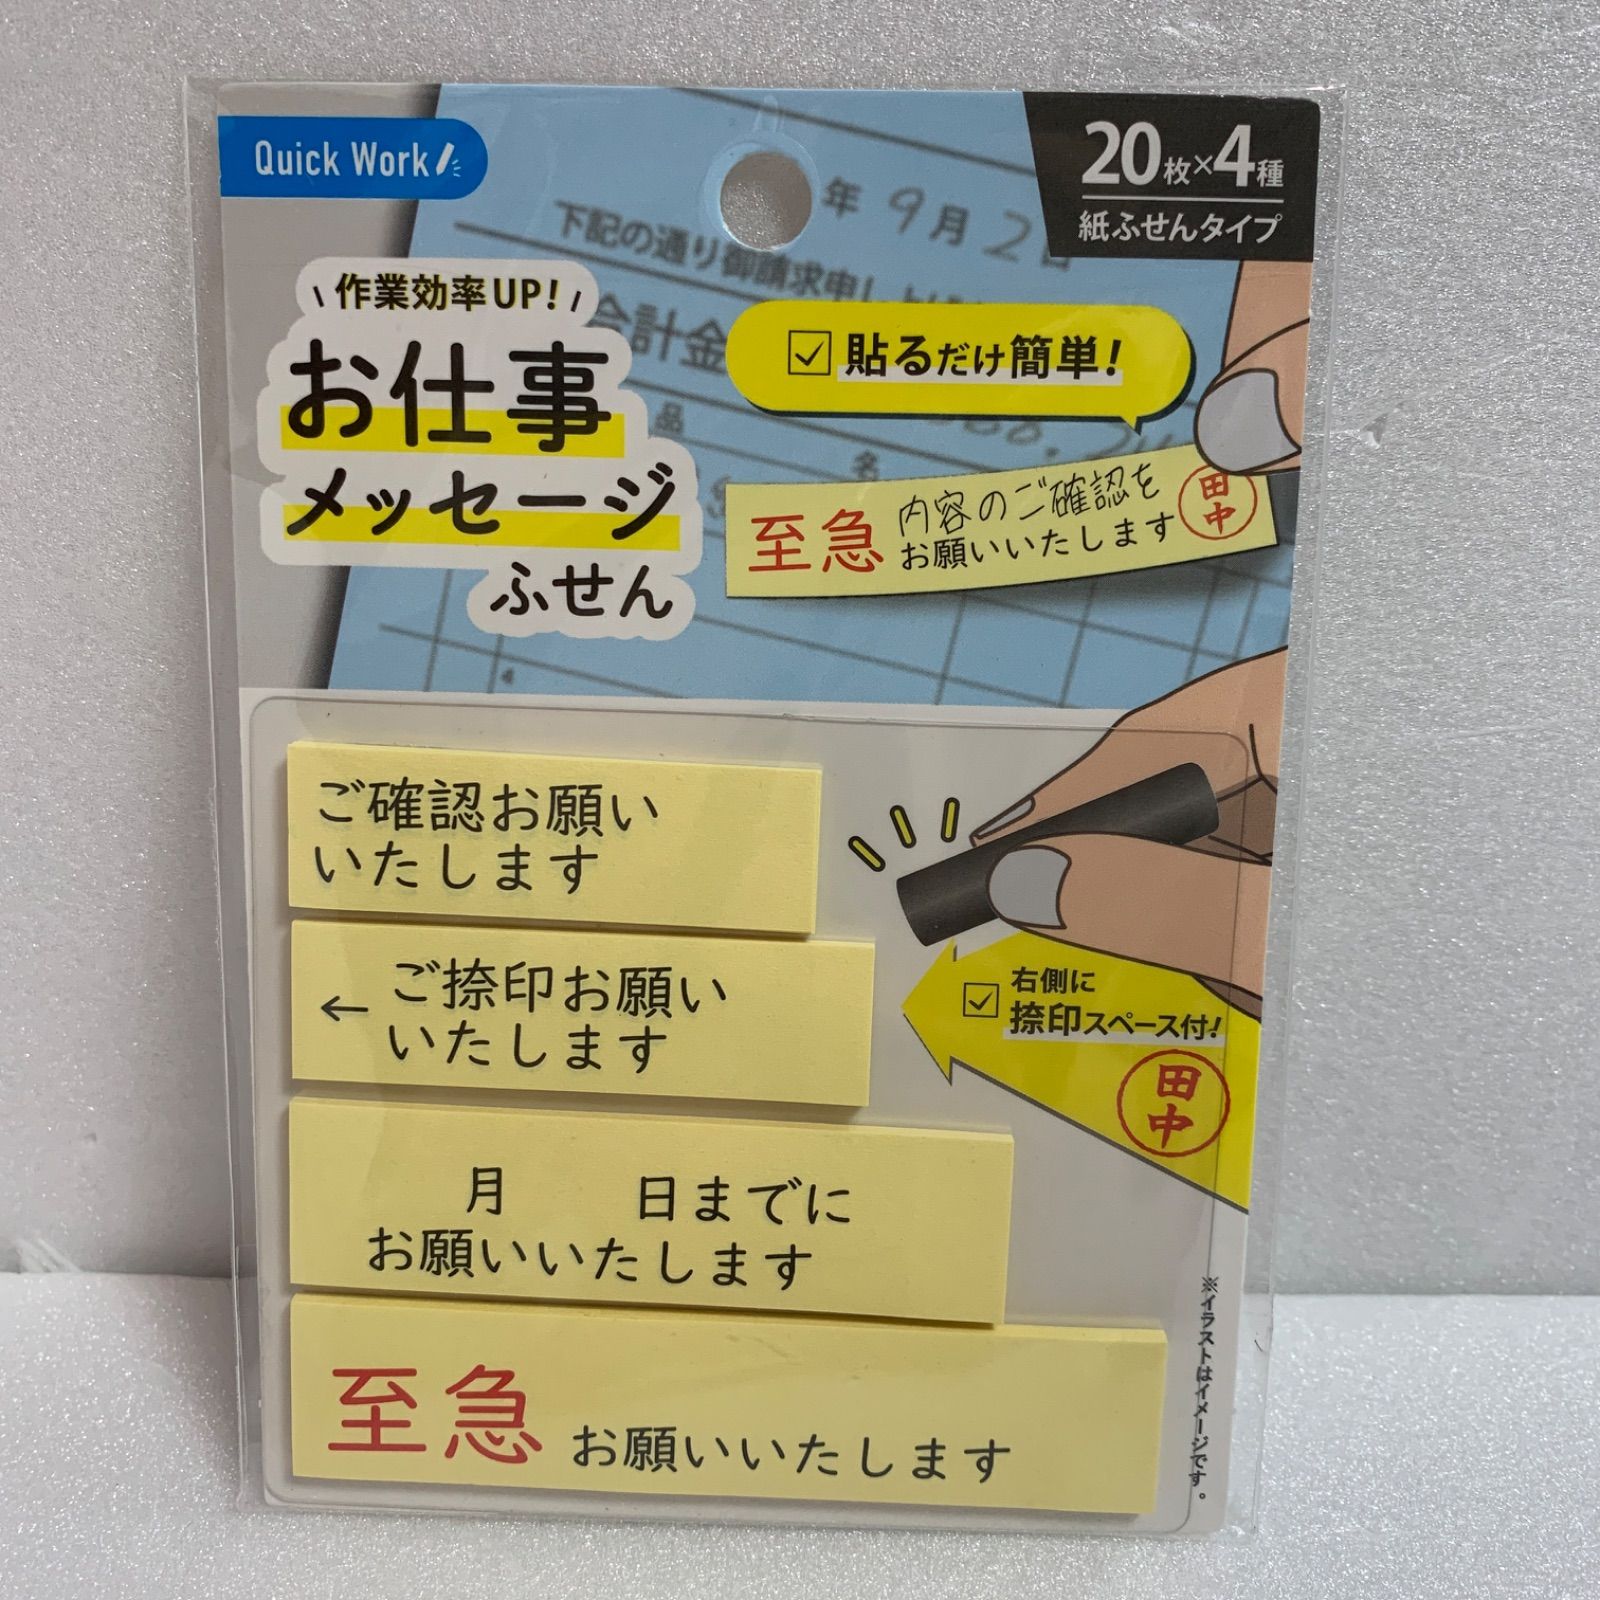 Quick Work
20枚×4種
紙ふせんタイプ
年 9月 2日
下記の通り御請求申し
合計金
品
名
作業効率UP!
お仕事
メッセージ
ふせん
貼るだけ簡単!
至急 内容のご確認を
お願いいたします
田中
ご確認お願い
いたします
← ご捺印お願い
いたします
右側に
捺印スペース付!
田中
月 日までに
お願いいたします
至急 お願いいたします
※イラストはイメージです。